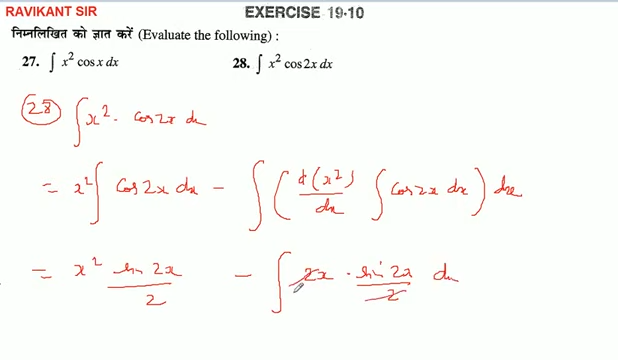 RAVIKANT SIR
EXERCISE 19·10
निम्नलिखित को ज्ञात करें (Evaluate the following) :
27. ∫ x² cos x dx 28. ∫ x² cos 2x dx
28 ∫ x² · cos 2x dx
= x² ∫ cos 2x dx − ∫ ( d(x²)/dx ∫ cos 2x dx ) dx
= x² sin 2x / 2 − ∫ 2x · sin 2x / 2 dx